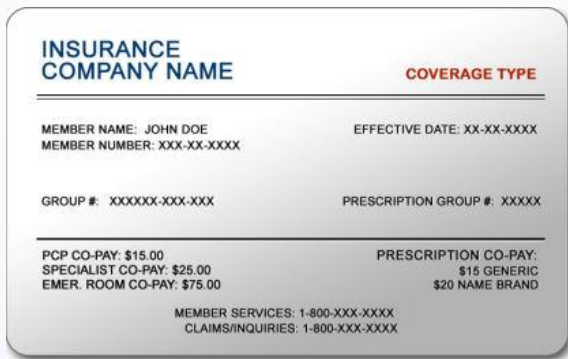 INSURANCE
COMPANY NAME
COVERAGE TYPE
MEMBER NAME: JOHN DOE
MEMBER NUMBER: XXX-XX-XXXX
EFFECTIVE DATE: XX-XX-XXXX
GROUP #: XXXXXX-XXX-XXX
PRESCRIPTION GROUP #: XXXXX
PCP CO-PAY: $15.00
SPECIALIST CO-PAY: $25.00
EMER. ROOM CO-PAY: $75.00
PRESCRIPTION CO-PAY:
$15 GENERIC
$20 NAME BRAND
MEMBER SERVICES: 1-800-XXX-XXXX
CLAIMS/INQUIRIES: 1-800-XXX-XXXX